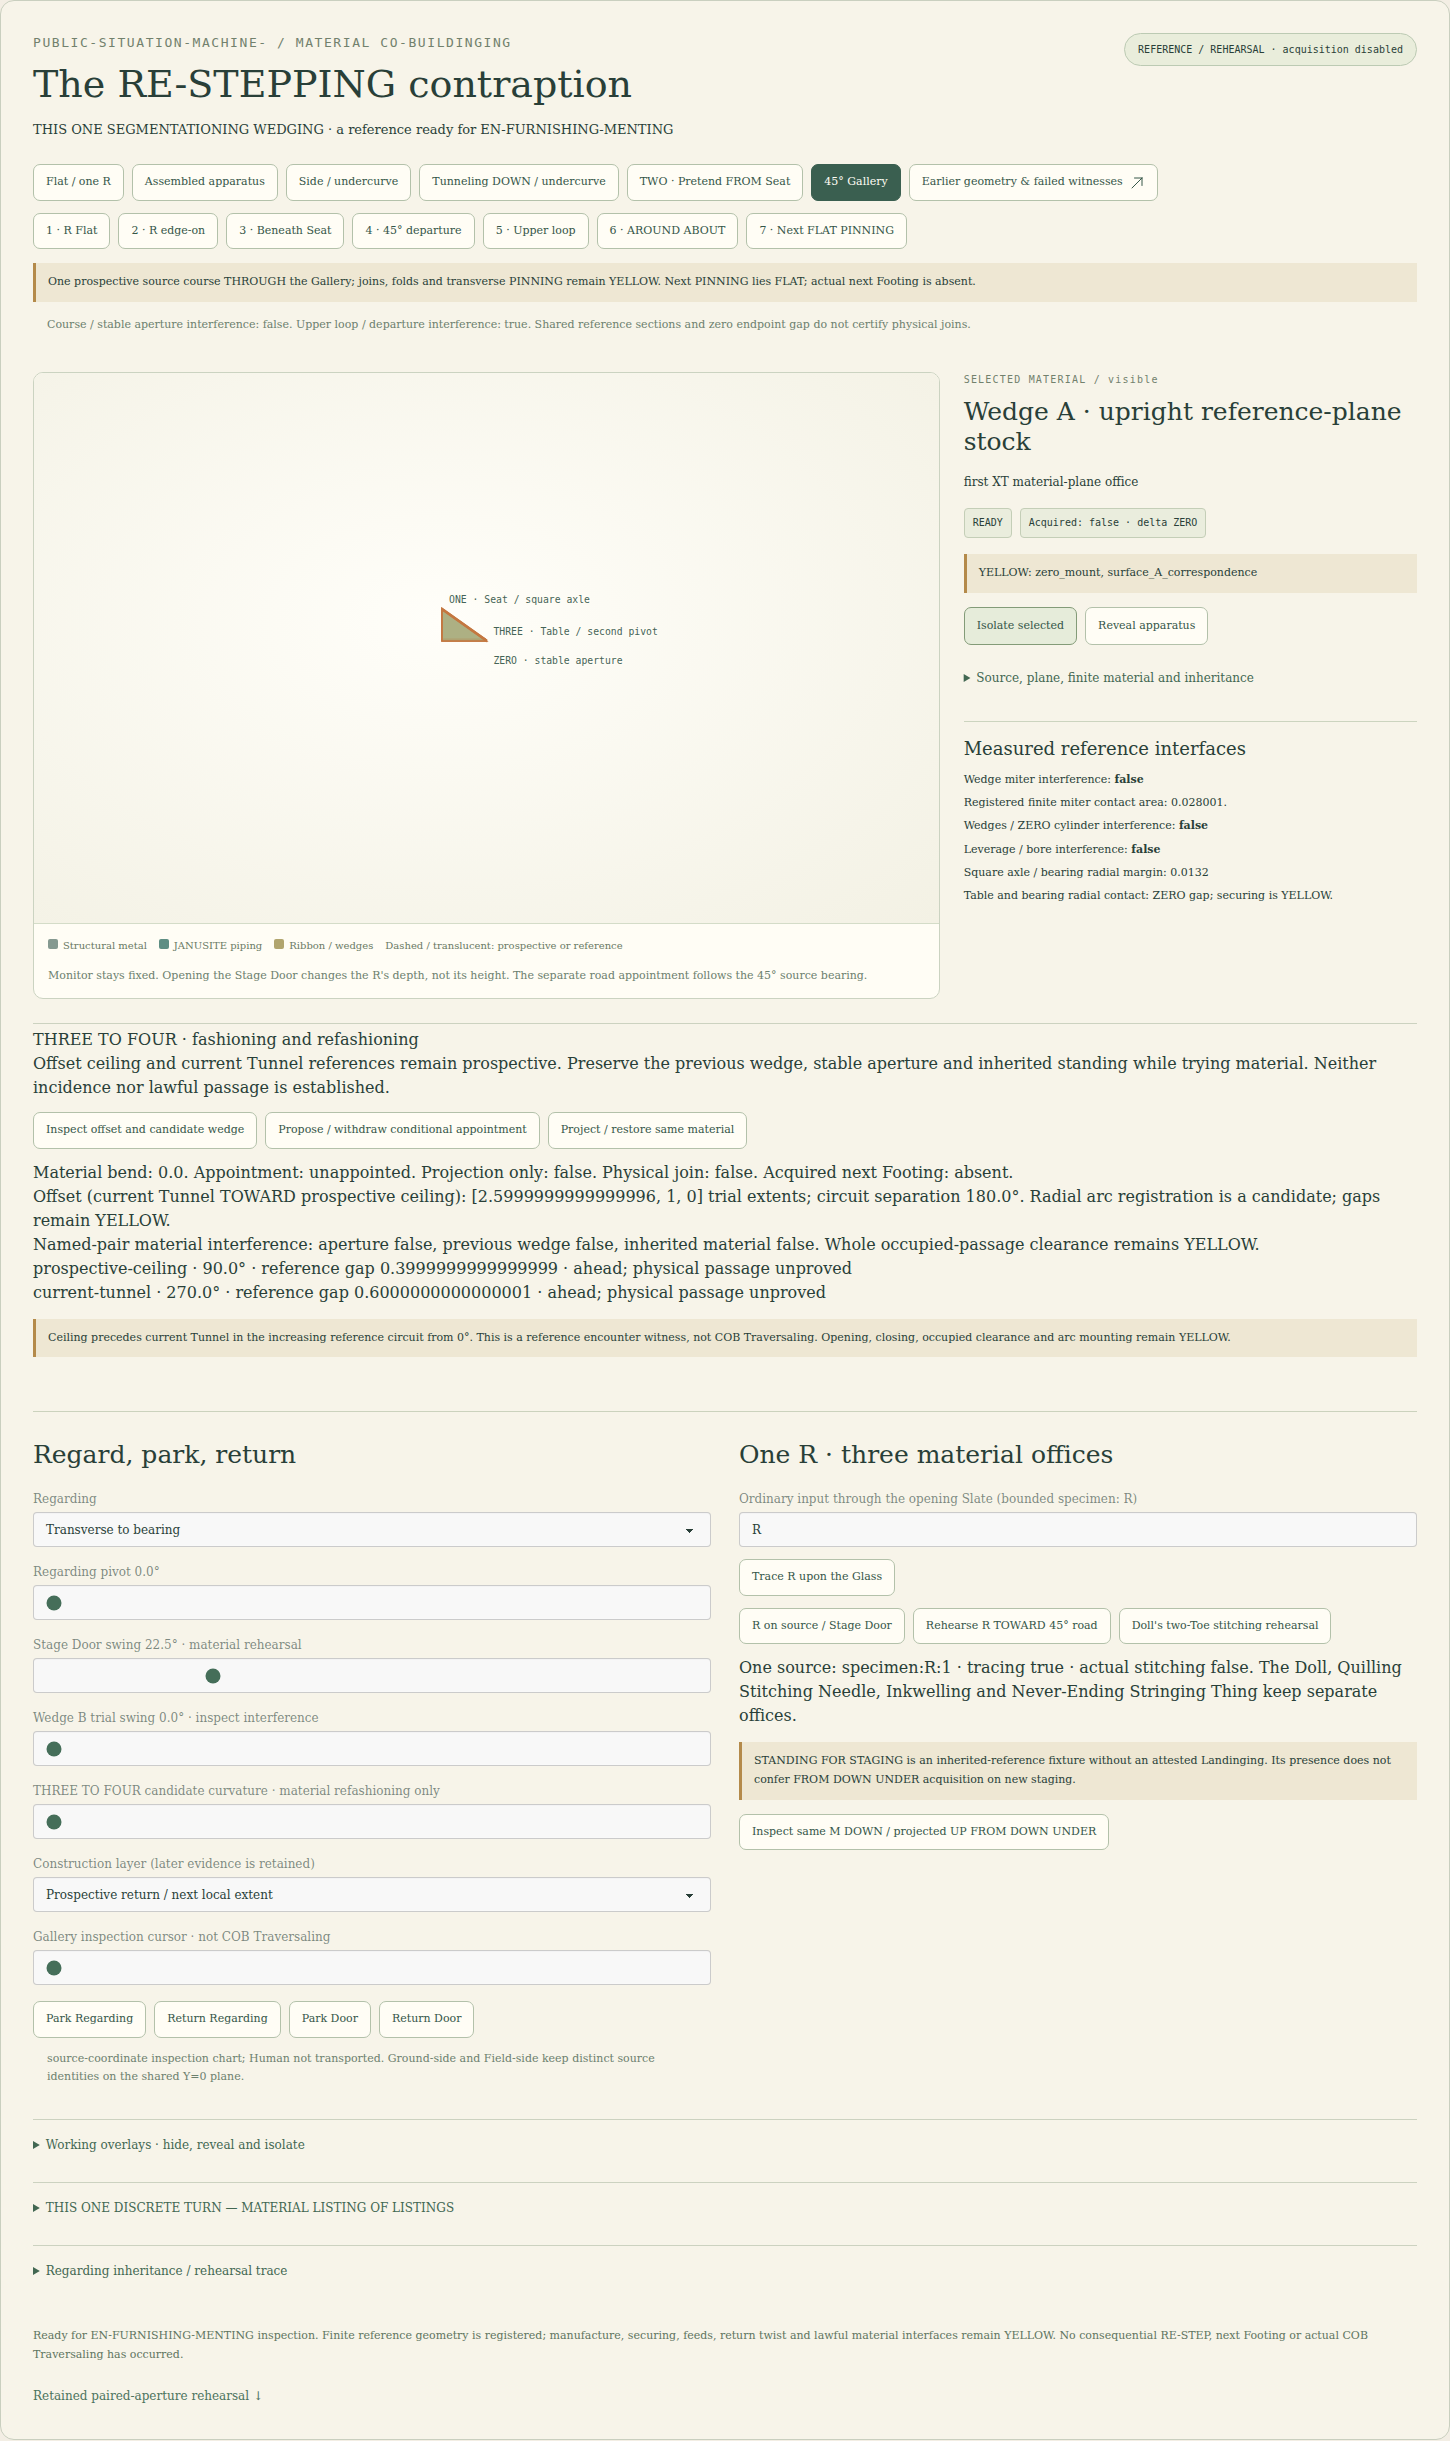 PUBLIC-SITUATION-MACHINE- / MATERIAL CO-BUILDINGING
REFERENCE / REHEARSAL · acquisition disabled
The RE-STEPPING contraption
THIS ONE SEGMENTATIONING WEDGING · a reference ready for EN-FURNISHING-MENTING
Flat / one R
Assembled apparatus
Side / undercurve
Tunneling DOWN / undercurve
TWO · Pretend FROM Seat
45° Gallery
Earlier geometry & failed witnesses
1 · R Flat
2 · R edge-on
3 · Beneath Seat
4 · 45° departure
5 · Upper loop
6 · AROUND ABOUT
7 · Next FLAT PINNING
One prospective source course THROUGH the Gallery; joins, folds and transverse PINNING remain YELLOW. Next PINNING lies FLAT; actual next Footing is absent.
Course / stable aperture interference: false. Upper loop / departure interference: true. Shared reference sections and zero endpoint gap do not certify physical joins.
ONE · Seat / square axle
THREE · Table / second pivot
ZERO · stable aperture
Structural metal
JANUSITE piping
Ribbon / wedges
Dashed / translucent: prospective or reference
Monitor stays fixed. Opening the Stage Door changes the R's depth, not its height. The separate road appointment follows the 45° source bearing.
SELECTED MATERIAL / visible
Wedge A · upright reference-plane
stock
first XT material-plane office
READY
Acquired: false · delta ZERO
YELLOW: zero_mount, surface_A_correspondence
Isolate selected
Reveal apparatus
Source, plane, finite material and inheritance
Measured reference interfaces
Wedge miter interference: false
Registered finite miter contact area: 0.028001.
Wedges / ZERO cylinder interference: false
Leverage / bore interference: false
Square axle / bearing radial margin: 0.0132
Table and bearing radial contact: ZERO gap; securing is YELLOW.
THREE TO FOUR · fashioning and refashioning
Offset ceiling and current Tunnel references remain prospective. Preserve the previous wedge, stable aperture and inherited standing while trying material. Neither
incidence nor lawful passage is established.
Inspect offset and candidate wedge
Propose / withdraw conditional appointment
Project / restore same material
Material bend: 0.0. Appointment: unappointed. Projection only: false. Physical join: false. Acquired next Footing: absent.
Offset (current Tunnel TOWARD prospective ceiling): [2.5999999999999996, 1, 0] trial extents; circuit separation 180.0°. Radial arc registration is a candidate; gaps
remain YELLOW.
Named-pair material interference: aperture false, previous wedge false, inherited material false. Whole occupied-passage clearance remains YELLOW.
prospective-ceiling · 90.0° · reference gap 0.3999999999999999 · ahead; physical passage unproved
current-tunnel · 270.0° · reference gap 0.6000000000000001 · ahead; physical passage unproved
Ceiling precedes current Tunnel in the increasing reference circuit from 0°. This is a reference encounter witness, not COB Traversaling. Opening, closing, occupied clearance and arc mounting remain YELLOW.
Regard, park, return
Regarding
Transverse to bearing
Regarding pivot 0.0°
Stage Door swing 22.5° · material rehearsal
Wedge B trial swing 0.0° · inspect interference
THREE TO FOUR candidate curvature · material refashioning only
Construction layer (later evidence is retained)
Prospective return / next local extent
Gallery inspection cursor · not COB Traversaling
Park Regarding
Return Regarding
Park Door
Return Door
source-coordinate inspection chart; Human not transported. Ground-side and Field-side keep distinct source
identities on the shared Y=0 plane.
One R · three material offices
Ordinary input through the opening Slate (bounded specimen: R)
R
Trace R upon the Glass
R on source / Stage Door
Rehearse R TOWARD 45° road
Doll's two-Toe stitching rehearsal
One source: specimen:R:1 · tracing true · actual stitching false. The Doll, Quilling
Stitching Needle, Inkwelling and Never-Ending Stringing Thing keep separate
offices.
STANDING FOR STAGING is an inherited-reference fixture without an attested Landinging. Its presence does not
confer FROM DOWN UNDER acquisition on new staging.
Inspect same M DOWN / projected UP FROM DOWN UNDER
Working overlays · hide, reveal and isolate
THIS ONE DISCRETE TURN — MATERIAL LISTING OF LISTINGS
Regarding inheritance / rehearsal trace
Ready for EN-FURNISHING-MENTING inspection. Finite reference geometry is registered; manufacture, securing, feeds, return twist and lawful material interfaces remain YELLOW. No consequential RE-STEP, next Footing or actual COB
Traversaling has occurred.
Retained paired-aperture rehearsal ↓